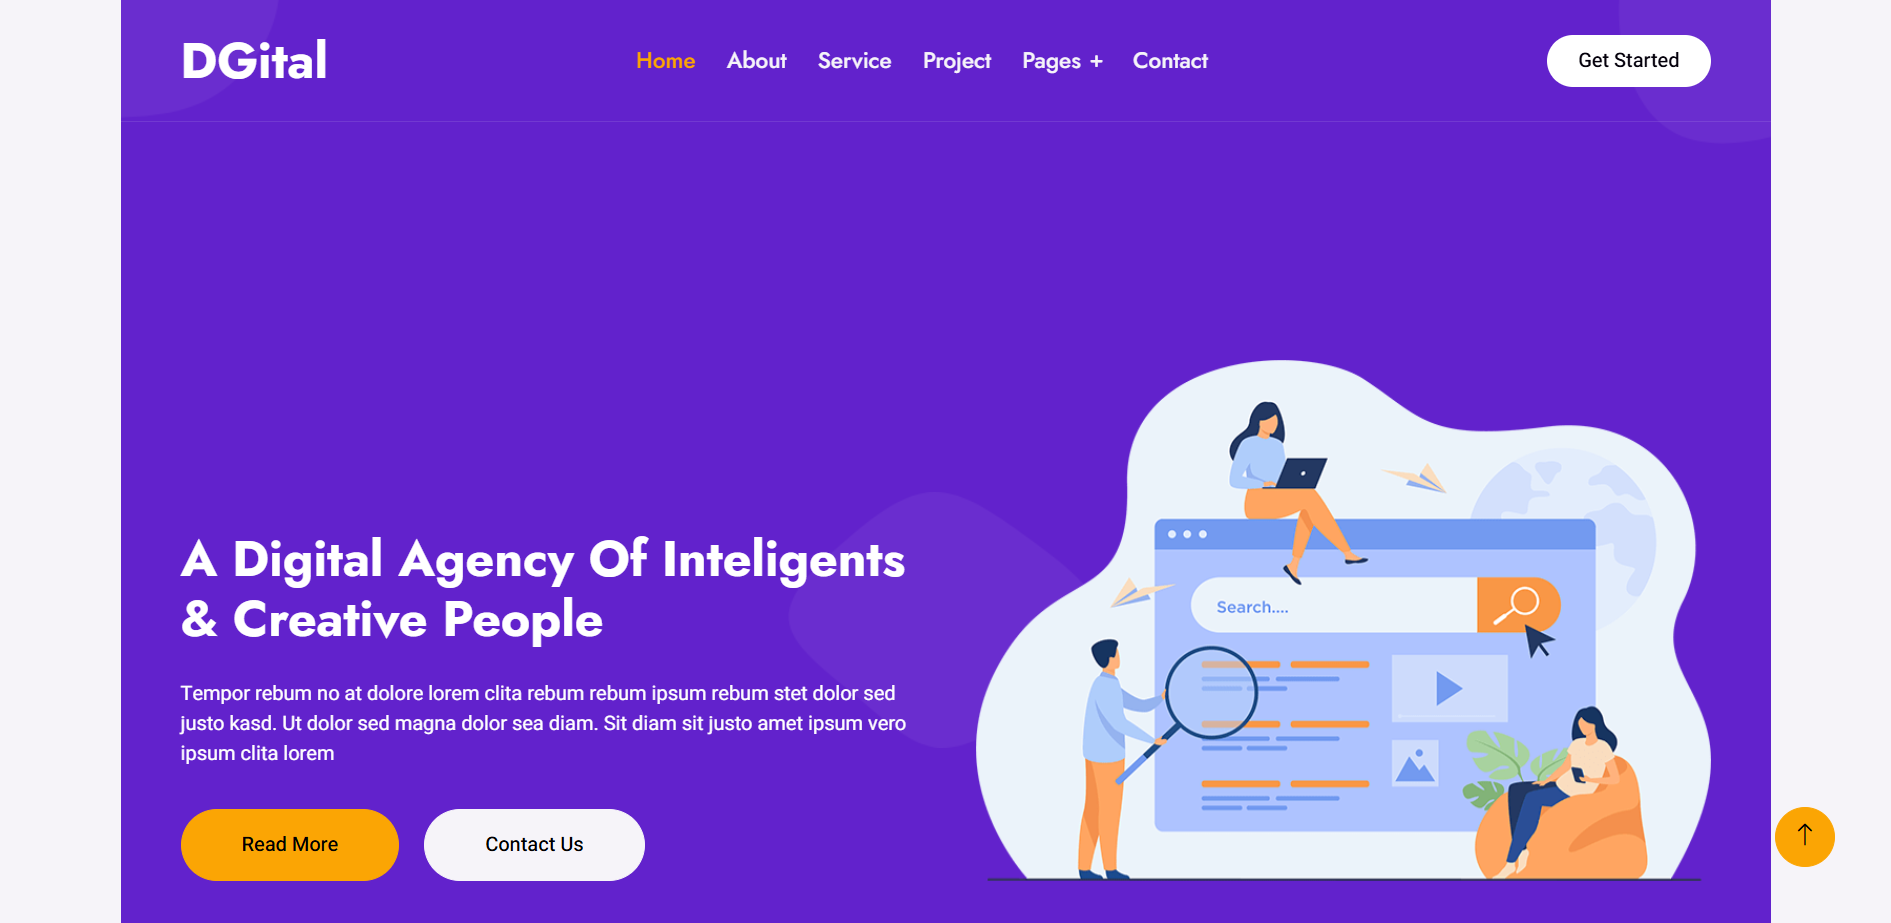 DGital
Home About Service Project Pages + Contact
Get Started
A Digital Agency Of Inteligents
& Creative People
Tempor rebum no at dolore lorem clita rebum rebum ipsum rebum stet dolor sed
justo kasd. Ut dolor sed magna dolor sea diam. Sit diam sit justo amet ipsum vero
ipsum clita lorem
Read More
Contact Us
Search....